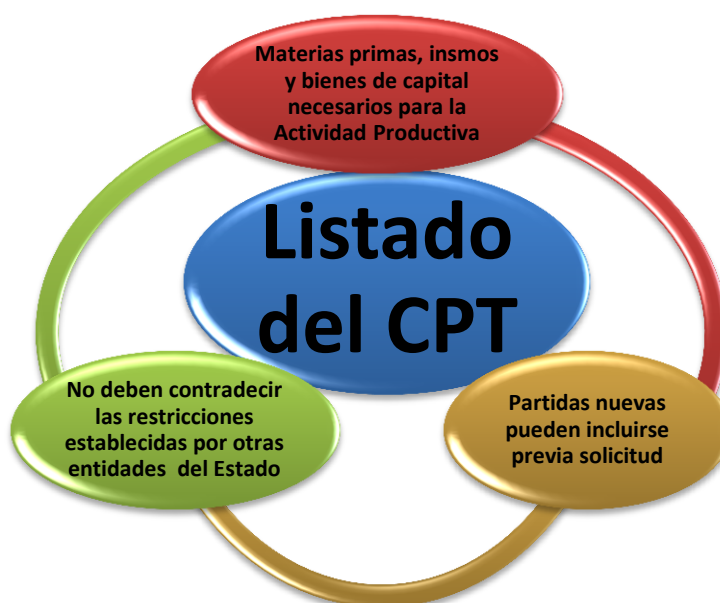 Materias primas, insmos
y bienes de capital
necesarios para la
Actividad Productiva
Listado
del CPT
No deben contradecir
las restricciones
establecidas por otras
entidades del Estado
Partidas nuevas
pueden incluirse
previa solicitud